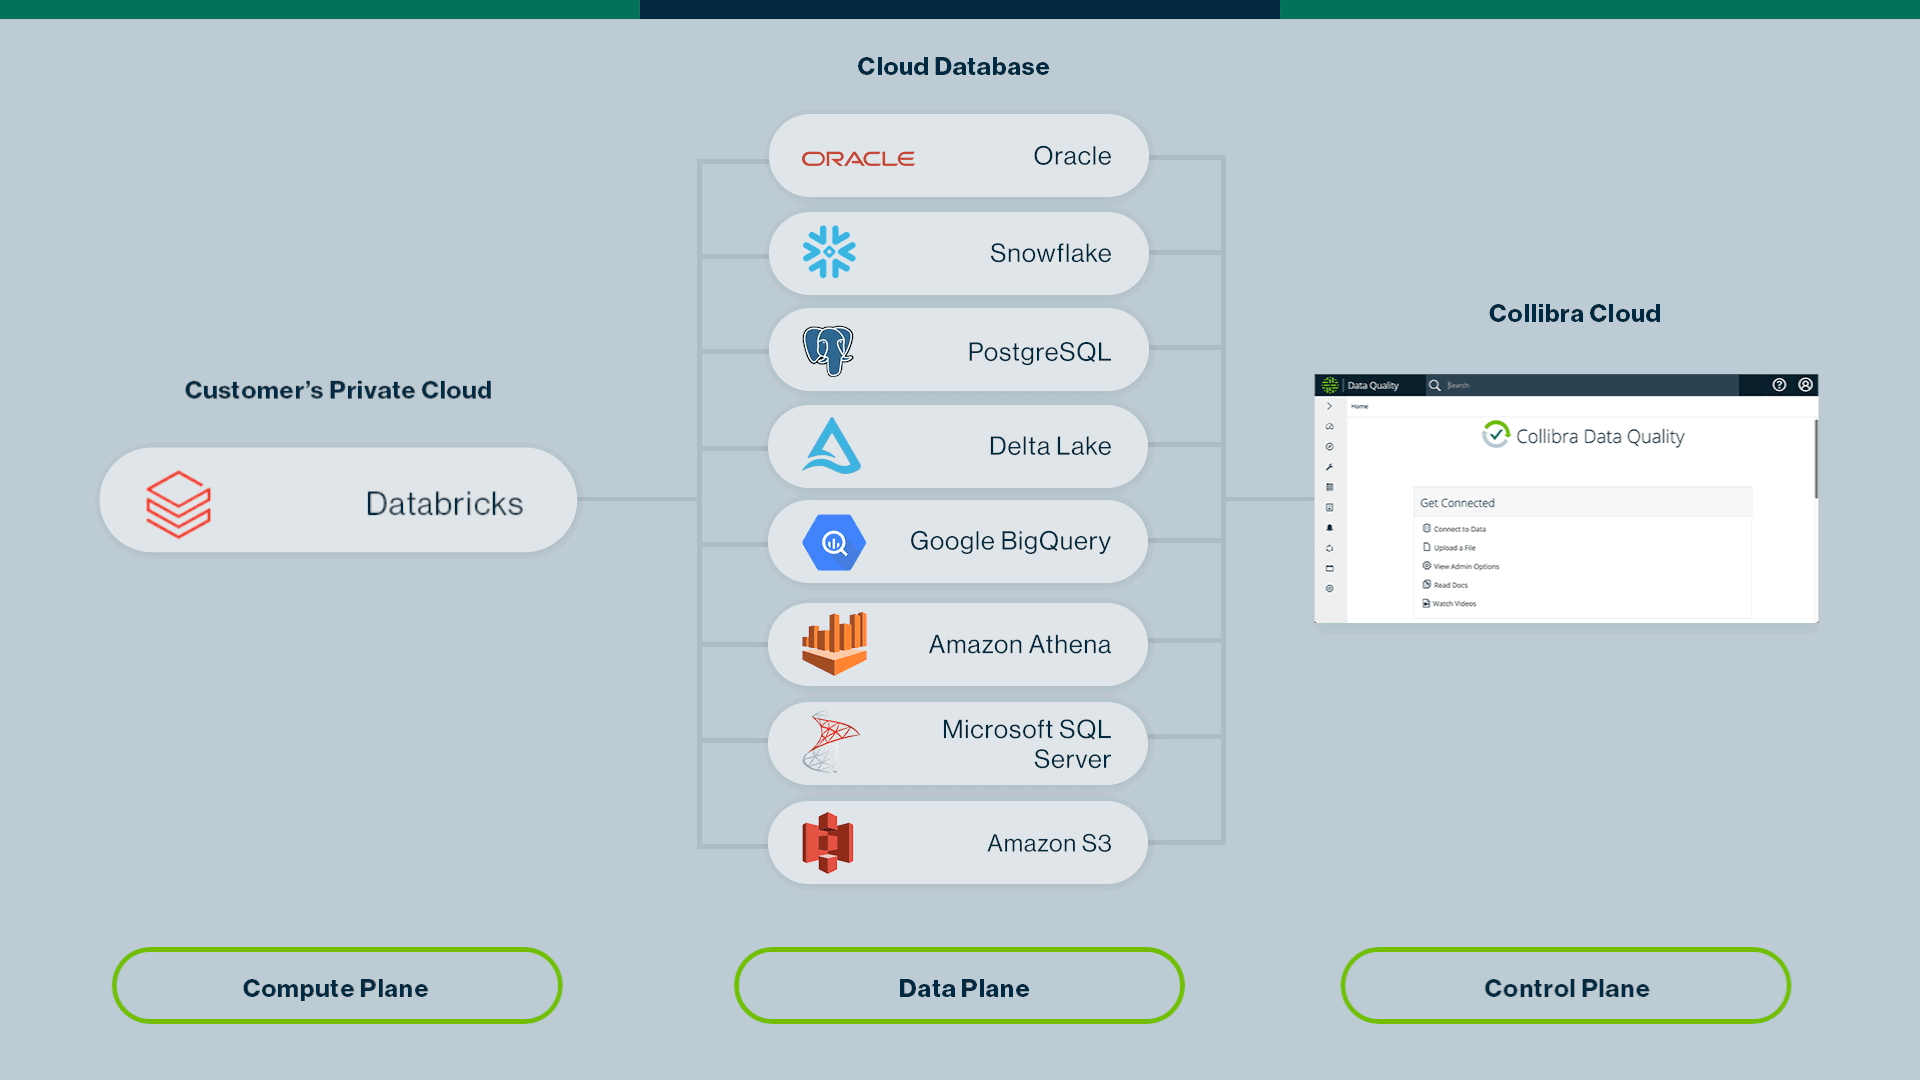 Cloud Database
ORACLE
Oracle
Snowflake
PostgreSQL
Delta Lake
Google BigQuery
Amazon Athena
Microsoft SQL
Server
Amazon S3
Customer’s Private Cloud
Databricks
Collibra Cloud
Data Quality
Search
Home
Collibra Data Quality
Get Connected
Connect to Data
Upload a File
View Admin Options
Read Docs
Watch Videos
Compute Plane
Data Plane
Control Plane